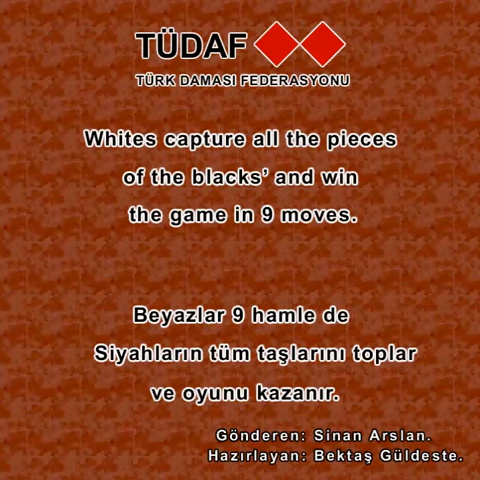 TÜDAF
TÜRK DAMASI FEDERASYONU
Whites capture all the pieces
of the blacks’ and win
the game in 9 moves.
Beyazlar 9 hamle de
Siyahların tüm taşlarını toplar
ve oyunu kazanır.
Gönderen: Sinan Arslan.
Hazırlayan: Bektaş Güldeste.